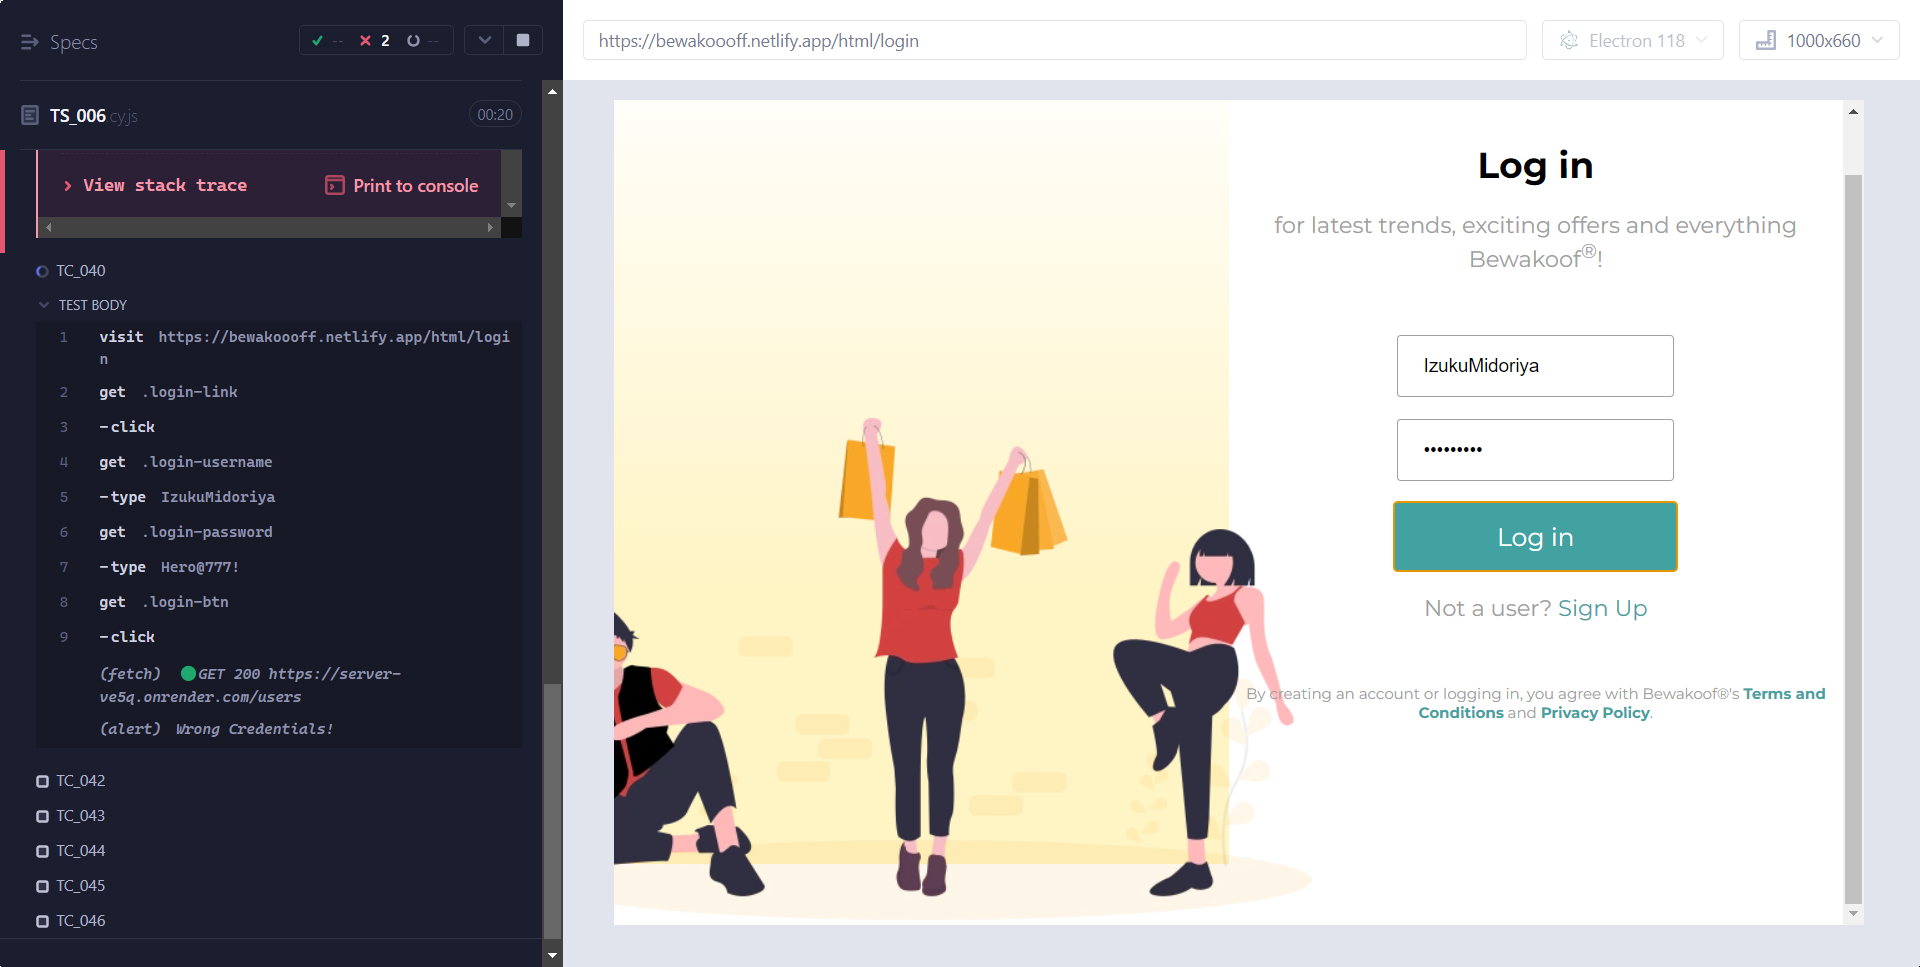 Specs
-- 2 --
TS_006.cy.js 00:20
View stack trace Print to console
TC_040
TEST BODY
1 visit https://bewakoooff.netlify.app/html/logi
n
2 get .login-link
3 -click
4 get .login-username
5 -type IzukuMidoriya
6 get .login-password
7 -type Hero@777!
8 get .login-btn
9 -click
(fetch) GET 200 https://server-
ve5q.onrender.com/users
(alert) Wrong Credentials!
TC_042
TC_043
TC_044
TC_045
TC_046
https://bewakoooff.netlify.app/html/login
Electron 118
1000x660
Log in
for latest trends, exciting offers and everything
Bewakoof®!
IzukuMidoriya
•••••••••
Log in
Not a user? Sign Up
By creating an account or logging in, you agree with Bewakoof®'s Terms and
Conditions and Privacy Policy.